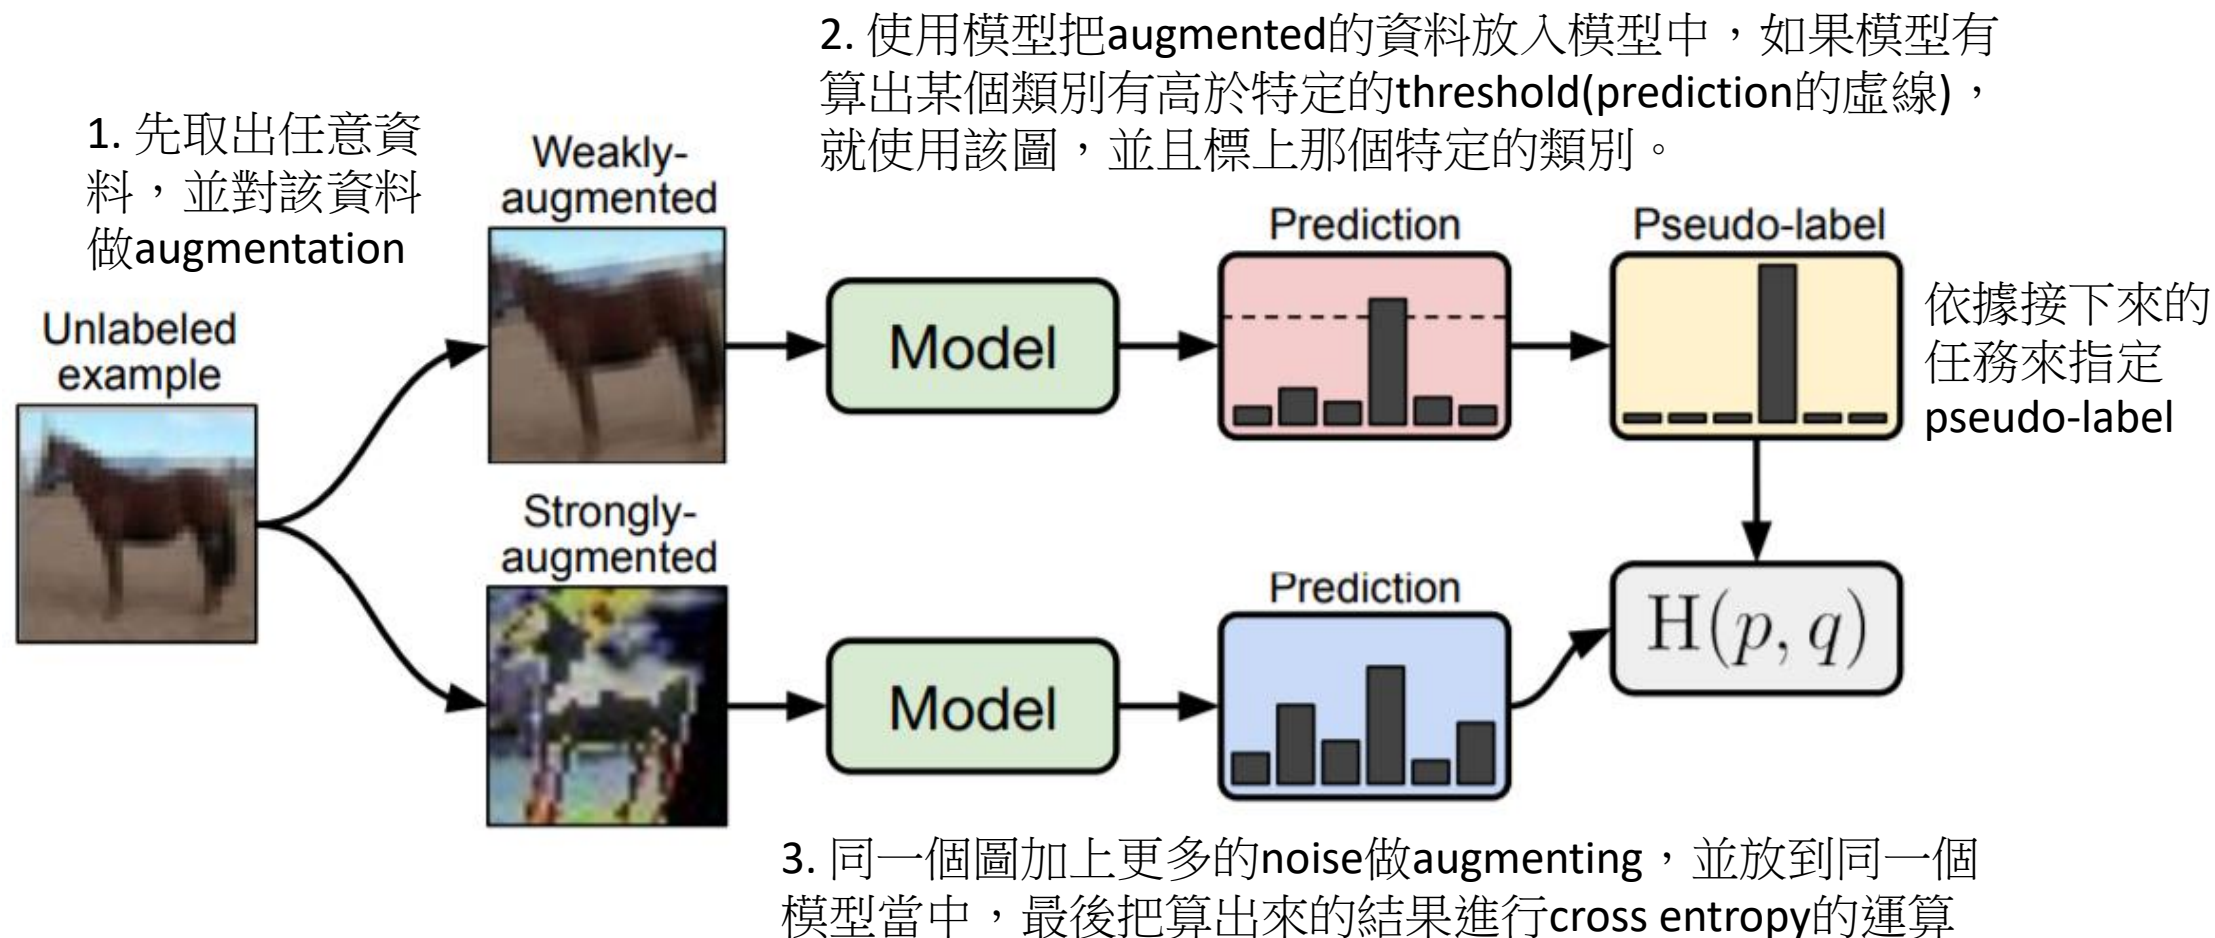 2. 使用模型把augmented的資料放入模型中，如果模型有
算出某個類別有高於特定的threshold(prediction的虛線)，
就使用該圖，並且標上那個特定的類別。
1. 先取出任意資
料，並對該資料
做augmentation
Weakly-
augmented
Prediction
Pseudo-label
Unlabeled
example
Model
依據接下來的
任務來指定
pseudo-label
Strongly-
augmented
Prediction
Model
H(p, q)
3. 同一個圖加上更多的noise做augmenting，並放到同一個
模型當中，最後把算出來的結果進行cross entropy的運算